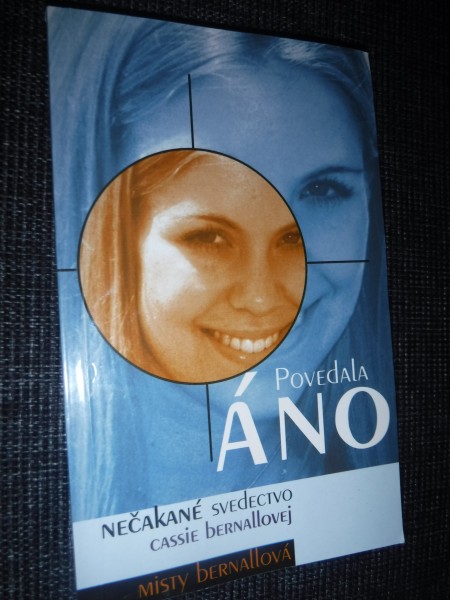 Povedala
ÁNO
NEČAKANÉ SVEDECTVO
CASSIE BERNALLOVEJ
MISTY BERNALLOVÁ